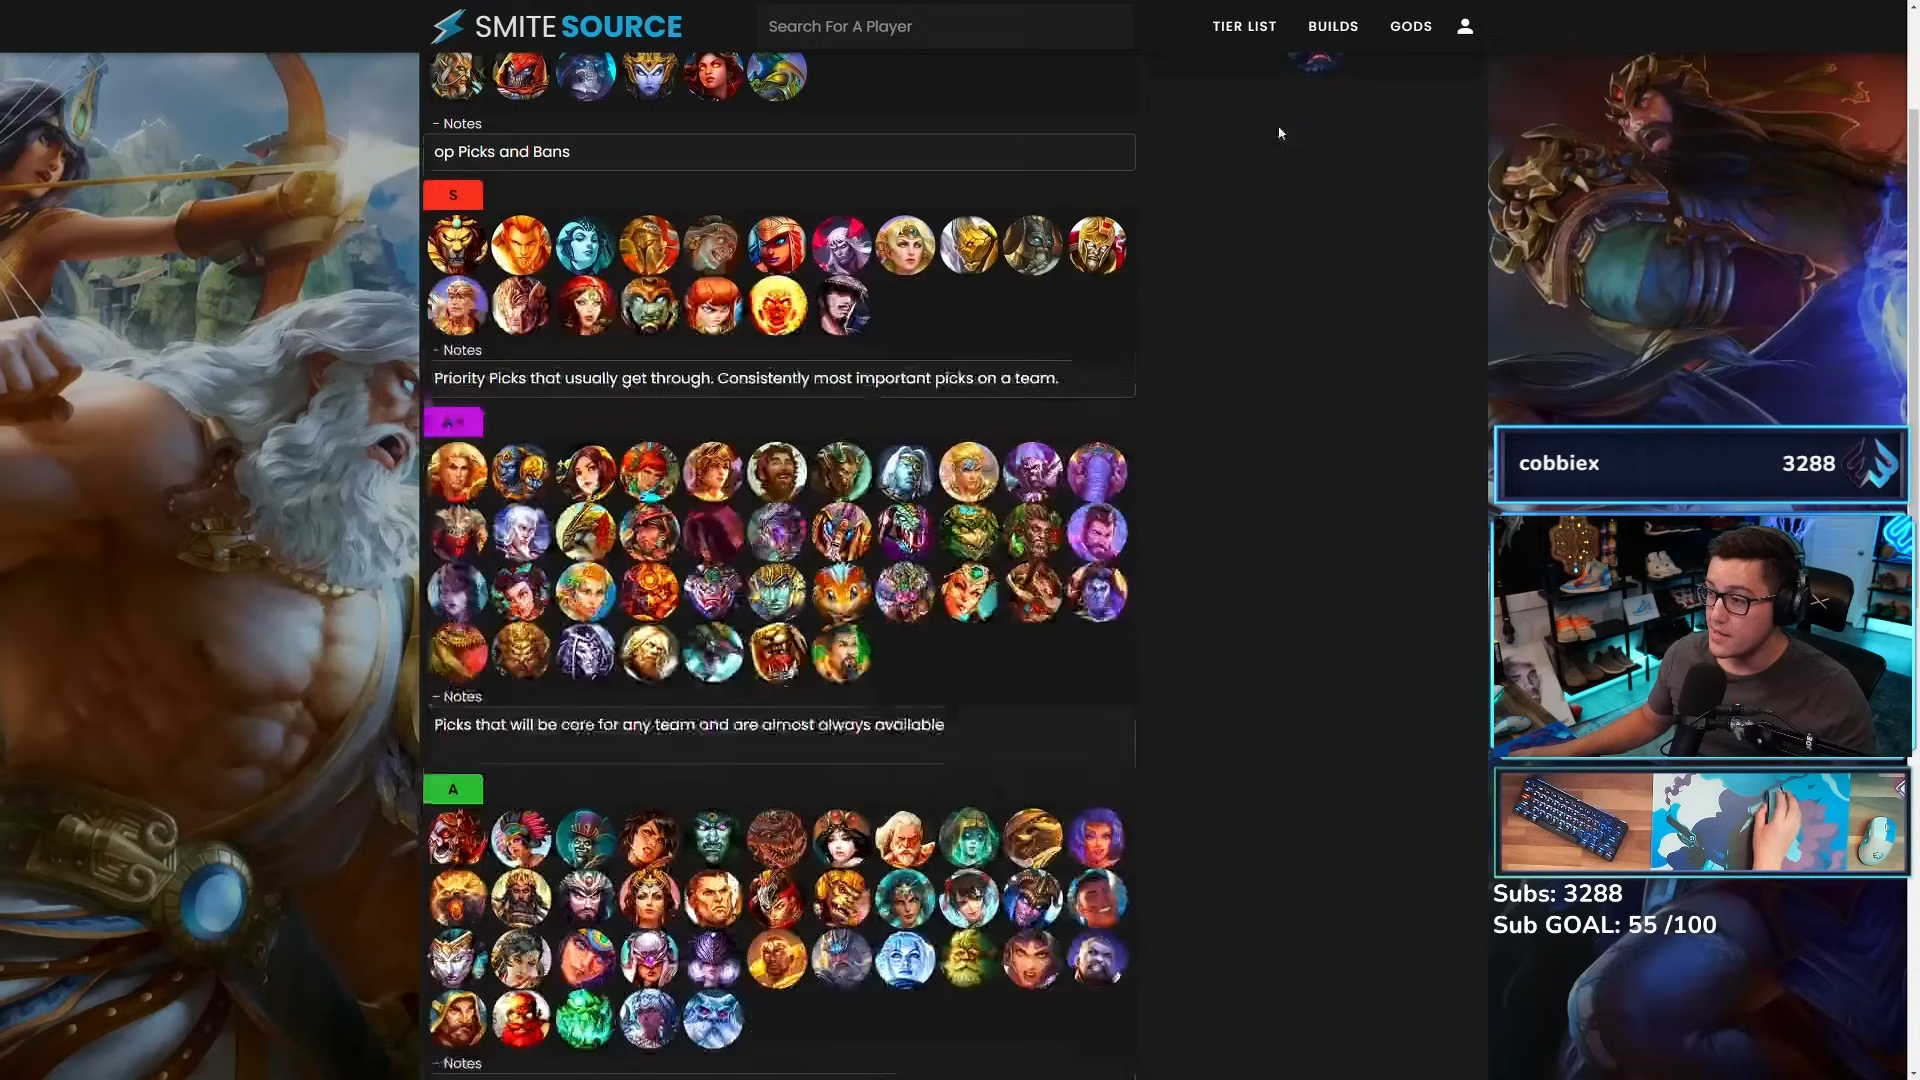 SMITE SOURCE
Search For A Player
TIER LIST
BUILDS
GODS
- Notes
op Picks and Bans
S
- Notes
Priority Picks that usually get through. Consistently most important picks on a team.
A+
- Notes
Picks that will be core for any team and are almost always available
A
- Notes
cobbiex 3288
Subs: 3288
Sub GOAL: 55 /100